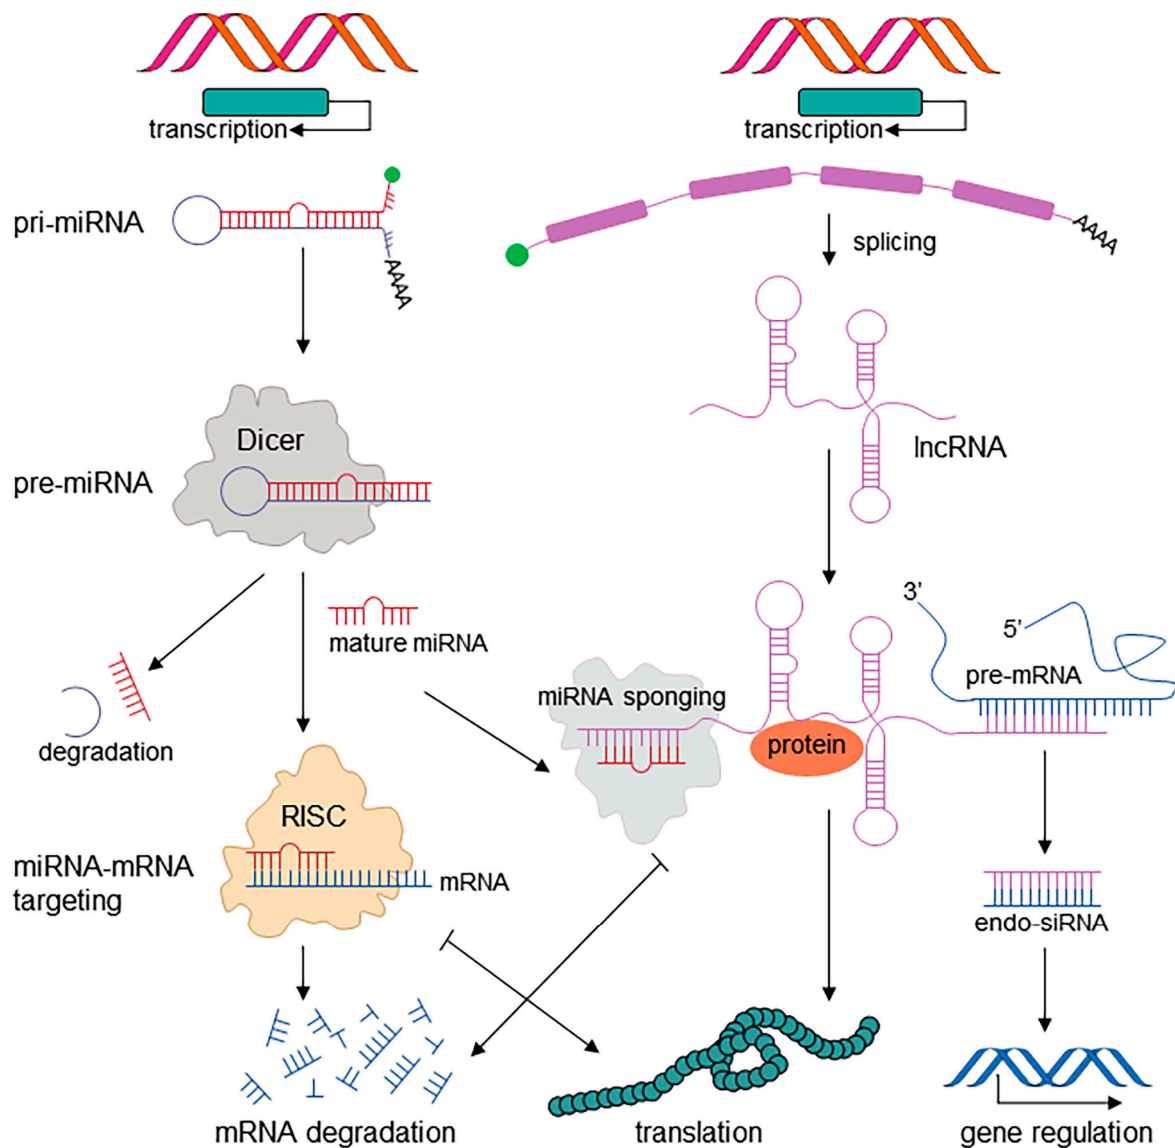 transcription
transcription
pri-miRNA
AAAA
AAAA
splicing
Dicer
pre-miRNA
lncRNA
mature miRNA
3’
5’
pre-mRNA
degradation
miRNA sponging
protein
RISC
miRNA-mRNA
targeting
mRNA
endo-siRNA
mRNA degradation
translation
gene regulation